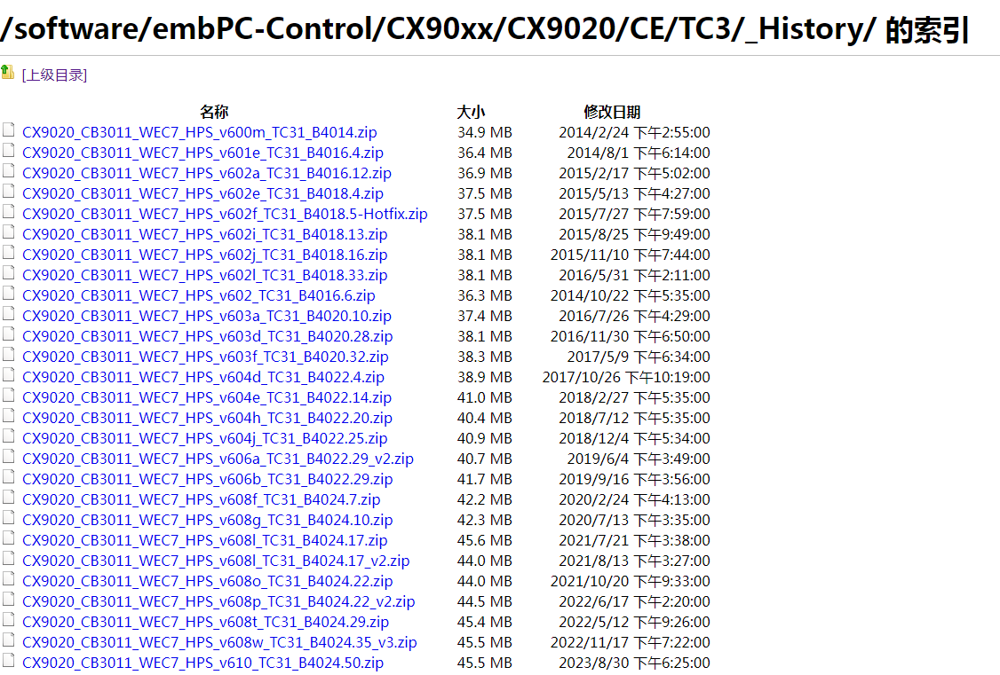 /software/embPC-Control/CX90xx/CX9020/CE/TC3/_History/ 的索引
[上级目录]
名称 大小 修改日期
CX9020_CB3011_WEC7_HPS_v600m_TC31_B4014.zip 34.9 MB 2014/2/24 下午2:55:00
CX9020_CB3011_WEC7_HPS_v601e_TC31_B4016.4.zip 36.4 MB 2014/8/1 下午6:14:00
CX9020_CB3011_WEC7_HPS_v602a_TC31_B4016.12.zip 36.9 MB 2015/2/17 下午5:02:00
CX9020_CB3011_WEC7_HPS_v602e_TC31_B4018.4.zip 37.5 MB 2015/5/13 下午4:27:00
CX9020_CB3011_WEC7_HPS_v602f_TC31_B4018.5-Hotfix.zip 37.5 MB 2015/7/27 下午7:59:00
CX9020_CB3011_WEC7_HPS_v602i_TC31_B4018.13.zip 38.1 MB 2015/8/25 下午9:49:00
CX9020_CB3011_WEC7_HPS_v602j_TC31_B4018.16.zip 38.1 MB 2015/11/10 下午7:44:00
CX9020_CB3011_WEC7_HPS_v602l_TC31_B4018.33.zip 38.1 MB 2016/5/31 下午2:11:00
CX9020_CB3011_WEC7_HPS_v602_TC31_B4016.6.zip 36.3 MB 2014/10/22 下午5:35:00
CX9020_CB3011_WEC7_HPS_v603a_TC31_B4020.10.zip 37.4 MB 2016/7/26 下午4:29:00
CX9020_CB3011_WEC7_HPS_v603d_TC31_B4020.28.zip 38.1 MB 2016/11/30 下午6:50:00
CX9020_CB3011_WEC7_HPS_v603f_TC31_B4020.32.zip 38.3 MB 2017/5/9 下午6:34:00
CX9020_CB3011_WEC7_HPS_v604d_TC31_B4022.4.zip 38.9 MB 2017/10/26 下午10:19:00
CX9020_CB3011_WEC7_HPS_v604e_TC31_B4022.14.zip 41.0 MB 2018/2/27 下午5:35:00
CX9020_CB3011_WEC7_HPS_v604h_TC31_B4022.20.zip 40.4 MB 2018/7/12 下午5:35:00
CX9020_CB3011_WEC7_HPS_v604j_TC31_B4022.25.zip 40.9 MB 2018/12/4 下午5:34:00
CX9020_CB3011_WEC7_HPS_v606a_TC31_B4022.29_v2.zip 40.7 MB 2019/6/4 下午3:49:00
CX9020_CB3011_WEC7_HPS_v606b_TC31_B4022.29.zip 41.7 MB 2019/9/16 下午3:56:00
CX9020_CB3011_WEC7_HPS_v608f_TC31_B4024.7.zip 42.2 MB 2020/2/24 下午4:13:00
CX9020_CB3011_WEC7_HPS_v608g_TC31_B4024.10.zip 42.3 MB 2020/7/13 下午3:35:00
CX9020_CB3011_WEC7_HPS_v608l_TC31_B4024.17.zip 45.6 MB 2021/7/21 下午3:38:00
CX9020_CB3011_WEC7_HPS_v608l_TC31_B4024.17_v2.zip 44.0 MB 2021/8/13 下午3:27:00
CX9020_CB3011_WEC7_HPS_v608o_TC31_B4024.22.zip 44.0 MB 2021/10/20 下午9:33:00
CX9020_CB3011_WEC7_HPS_v608p_TC31_B4024.22_v2.zip 44.5 MB 2022/6/17 下午2:20:00
CX9020_CB3011_WEC7_HPS_v608t_TC31_B4024.29.zip 45.4 MB 2022/5/12 下午9:26:00
CX9020_CB3011_WEC7_HPS_v608w_TC31_B4024.35_v3.zip 45.5 MB 2022/11/17 下午7:22:00
CX9020_CB3011_WEC7_HPS_v610_TC31_B4024.50.zip 45.5 MB 2023/8/30 下午6:25:00